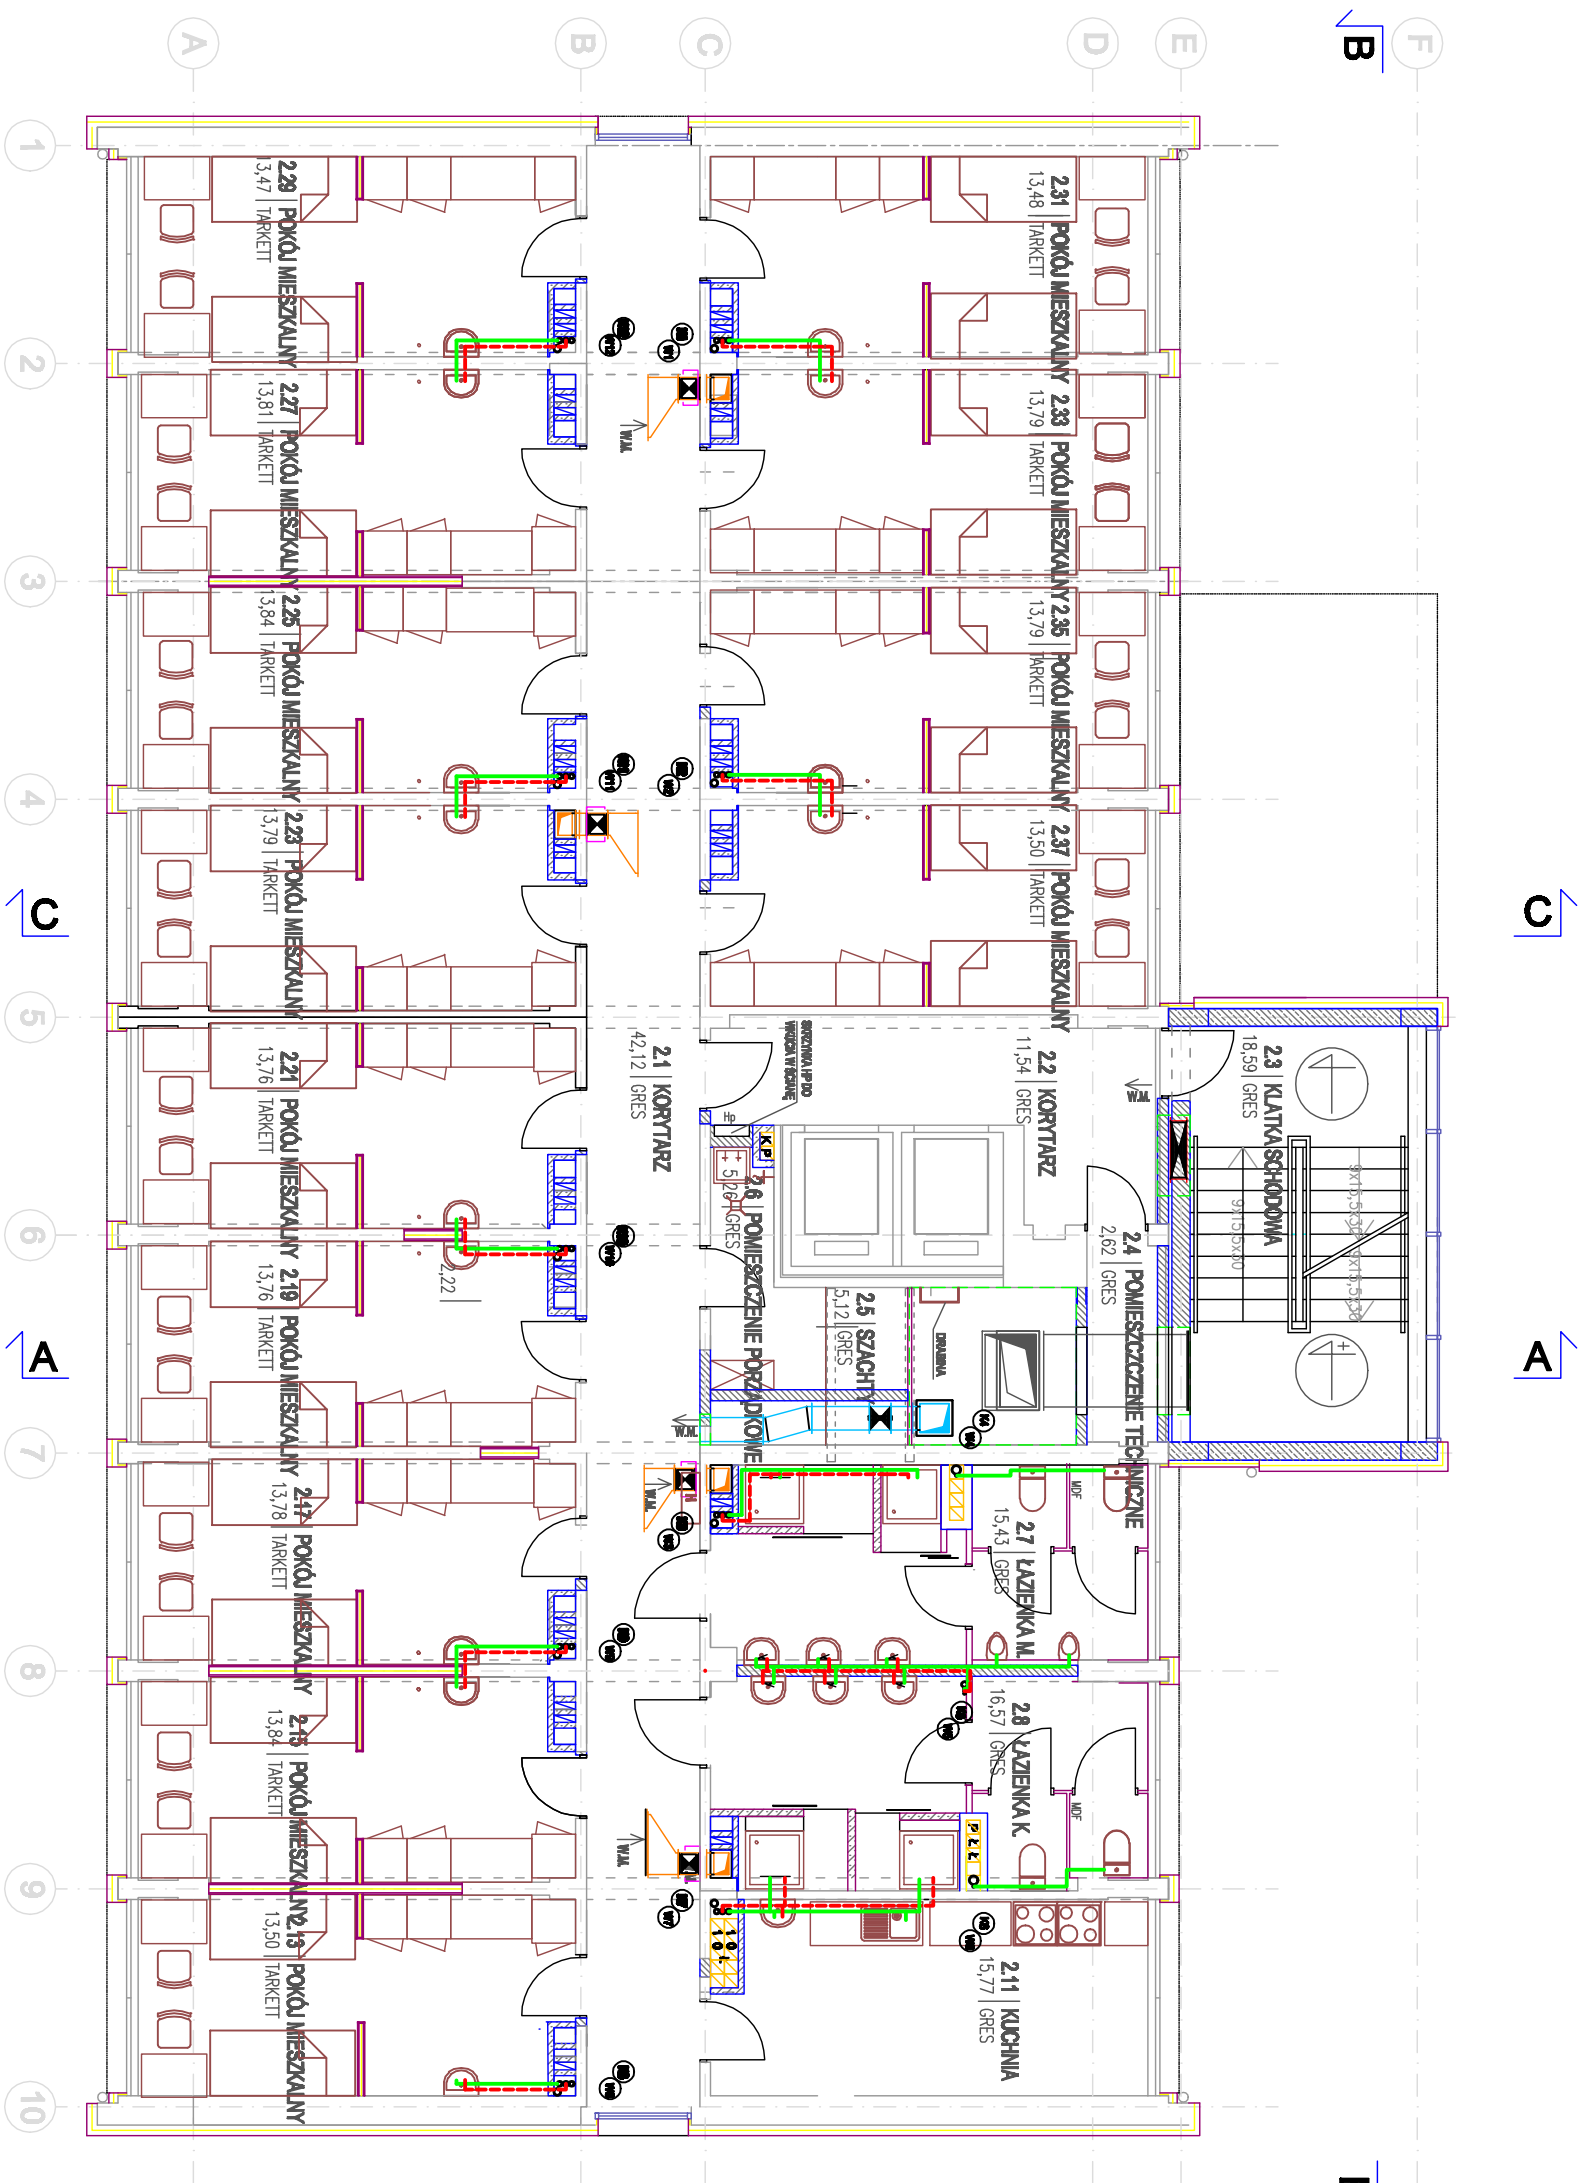 B
A
B
C
D
E
F
1
2
3
4
5
6
7
8
9
10
2.29 | POKÓJ MIESZKALNY
13,47 | TARKETT
2.27 | POKÓJ MIESZKALNY
13,81 | TARKETT
2.25 | POKÓJ MIESZKALNY
13,84 | TARKETT
2.23 | POKÓJ MIESZKALNY
13,79 | TARKETT
2.21 | POKÓJ MIESZKALNY
13,76 | TARKETT
2.19 | POKÓJ MIESZKALNY
13,76 | TARKETT
2.17 | POKÓJ MIESZKALNY
13,78 | TARKETT
2.15 | POKÓJ MIESZKALNY
13,84 | TARKETT
2.13 | POKÓJ MIESZKALNY
13,50 | TARKETT
2.31 | POKÓJ MIESZKALNY
13,48 | TARKETT
2.33 | POKÓJ MIESZKALNY
13,79 | TARKETT
2.35 | POKÓJ MIESZKALNY
13,79 | TARKETT
2.37 | POKÓJ MIESZKALNY
13,50 | TARKETT
2.1 | KORYTARZ
42,12 | GRES
2.2 | KORYTARZ
11,54 | GRES
2.3 | KLATKA SCHODOWA
18,59 | GRES
2.4 | POMIESZCZCZENIE TECHNICZNE
2,62 | GRES
2.5 | SZACHTY
5,12 | GRES
2.6 | POMIESZCZENIE PORZĄDKOWE
5,26 | GRES
2.7 | ŁAZIENKA M.
15,43 | GRES
2.8 | ŁAZIENKA K.
16,57 | GRES
2.11 | KUCHNIA
15,77 | GRES
2,22 |
9x15,5x30
9x15,5x30
9x15,5x30
DRABINA
Hp
K P
W.M.
W.M.
W.M.
W.M.
W.M.
MDF
MDF
P Ł Ł
C
C
A
A